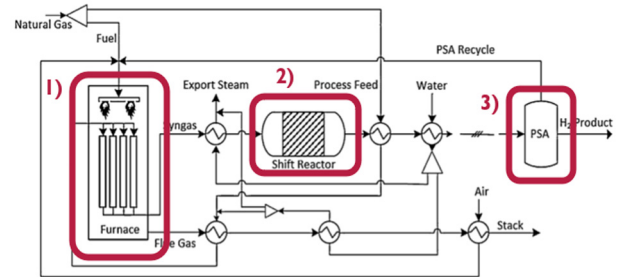 Natural Gas
Fuel
PSA Recycle
1)
Export Steam
2)
Process Feed
Water
3)
Syngas
Shift Reactor
PSA
H₂ Product
Furnace
Flue Gas
Air
Stack